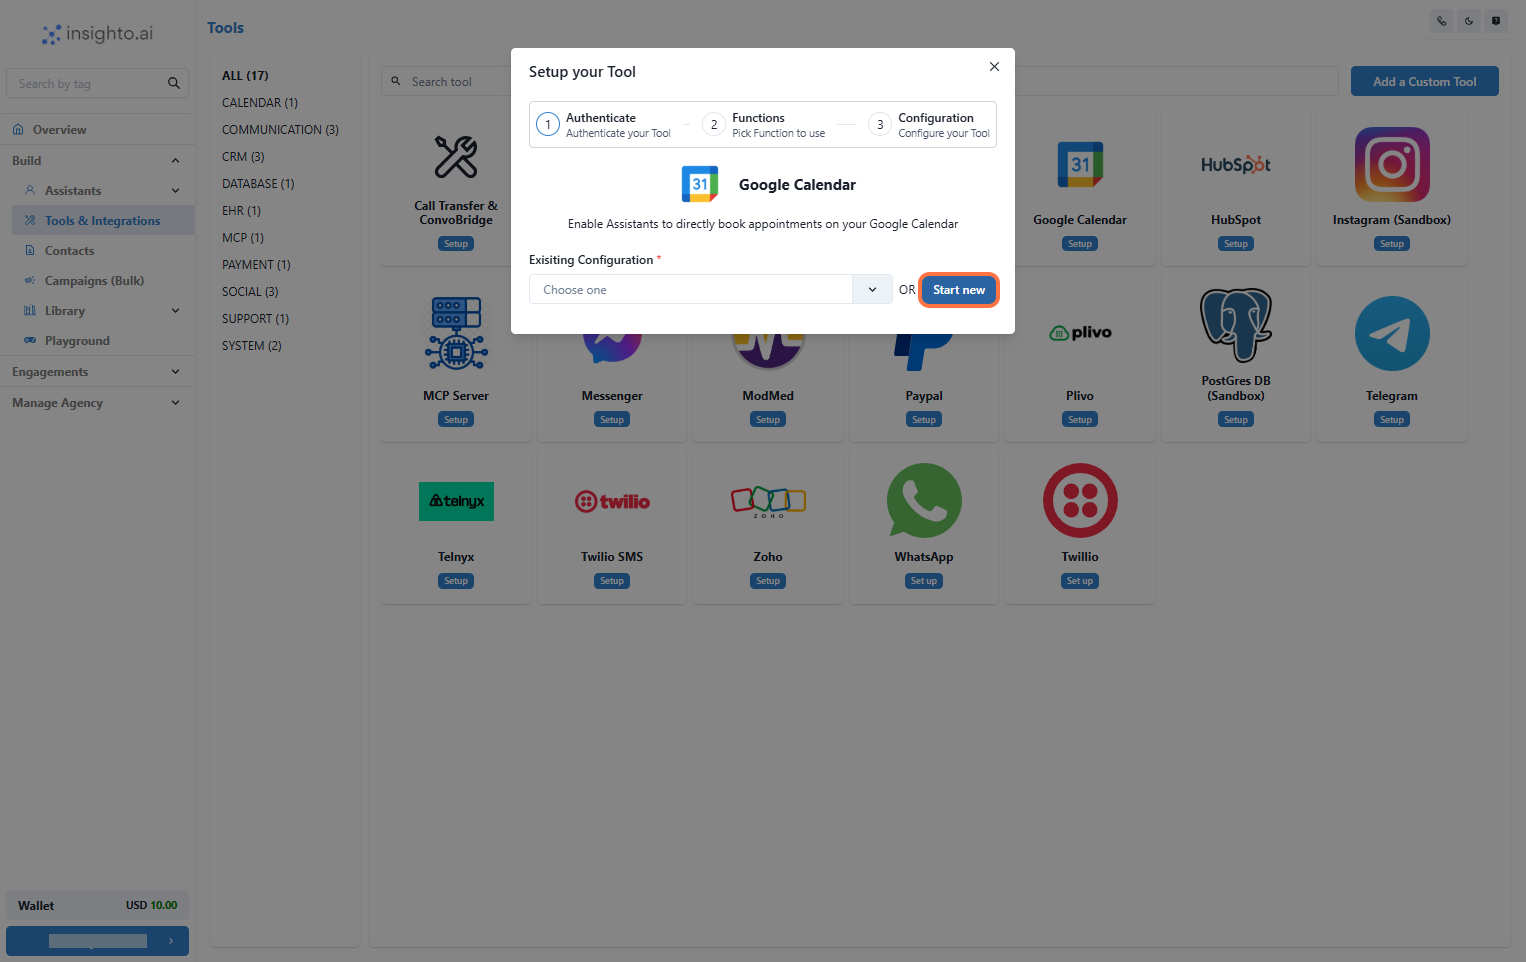 insighto.ai
Search by tag
Overview
Build
Assistants
Tools & Integrations
Contacts
Campaigns (Bulk)
Library
Playground
Engagements
Manage Agency
Wallet
USD 10.00
Tools
ALL (17)
CALENDAR (1)
COMMUNICATION (3)
CRM (3)
DATABASE (1)
EHR (1)
MCP (1)
PAYMENT (1)
SOCIAL (3)
SUPPORT (1)
SYSTEM (2)
Search tool
Add a Custom Tool
Setup your Tool
1
Authenticate
Authenticate your Tool
2
Functions
Pick Function to use
3
Configuration
Configure your Tool
31
Google Calendar
Enable Assistants to directly book appointments on your Google Calendar
Exisiting Configuration *
Choose one
OR
Start new
Call Transfer &
ConvoBridge
Setup
31
Google Calendar
Setup
HubSpot
HubSpot
Setup
Instagram (Sandbox)
Setup
MCP Server
Setup
Messenger
Setup
ModMed
Setup
Paypal
Setup
plivo
Plivo
Setup
PostGres DB
(Sandbox)
Setup
Telegram
Setup
telnyx
Telnyx
Setup
twilio
Twilio SMS
Setup
ZOHO
Zoho
Setup
WhatsApp
Set up
Twillio
Set up